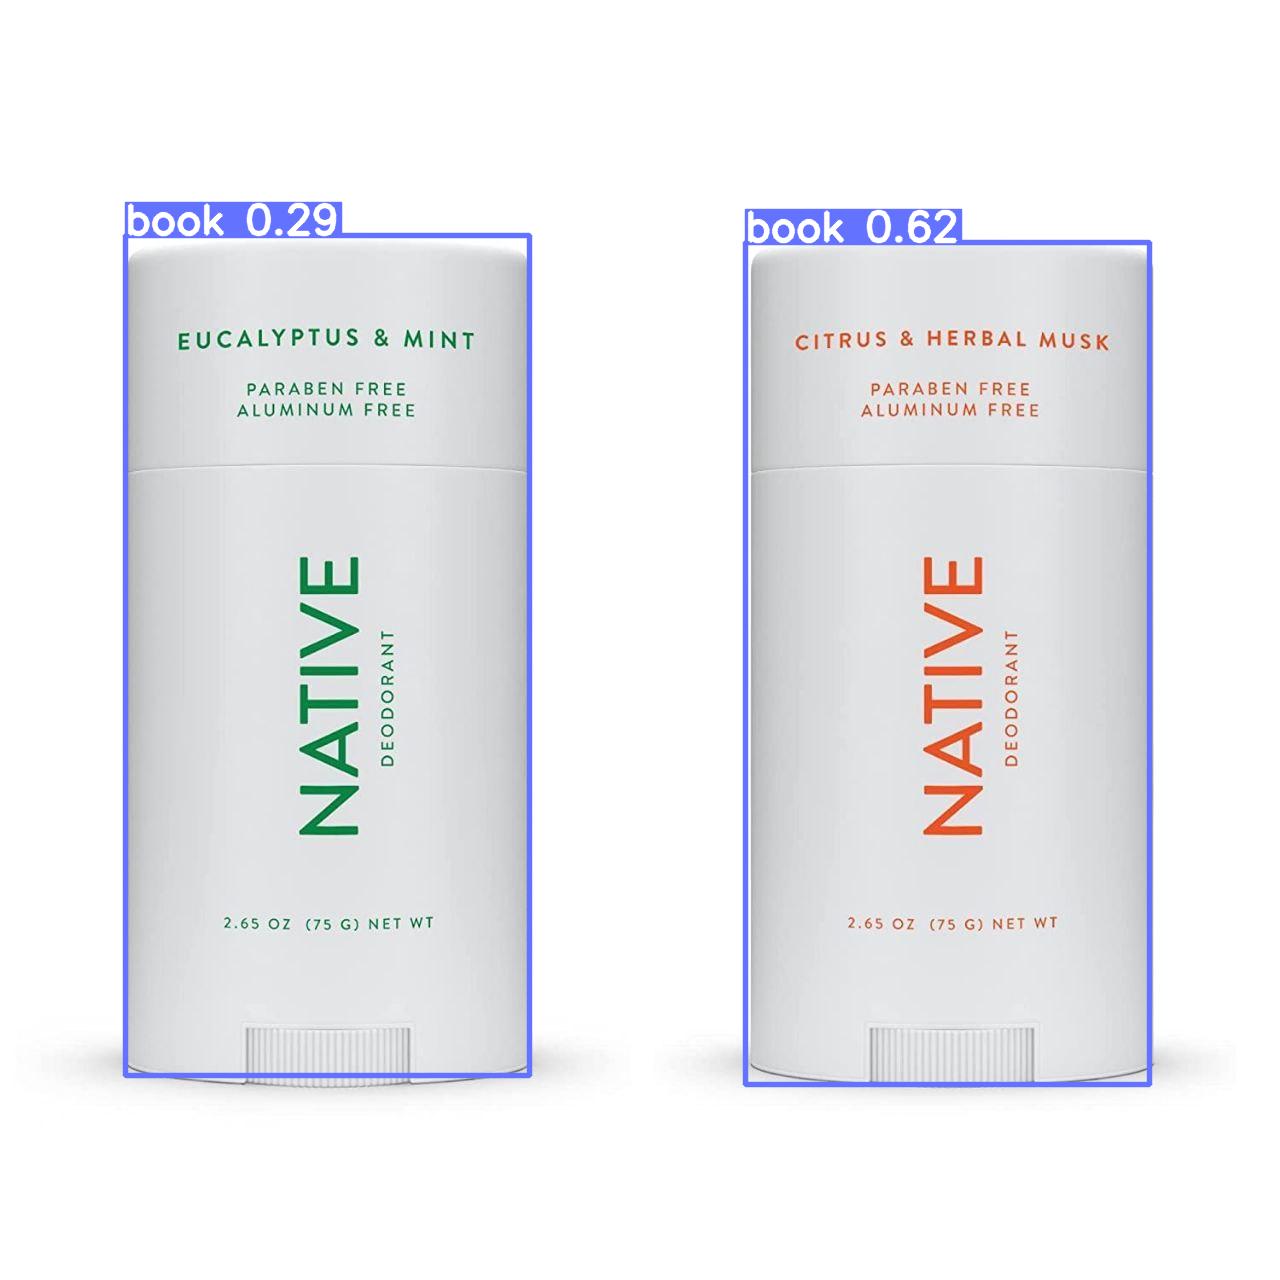 book 0.29
EUCALYPTUS & MINT
PARABEN FREE
ALUMINUM FREE
NATIVE
DEODORANT
2.65 OZ (75 G) NET WT
book 0.62
CITRUS & HERBAL MUSK
PARABEN FREE
ALUMINUM FREE
NATIVE
DEODORANT
2.65 OZ (75 G) NET WT